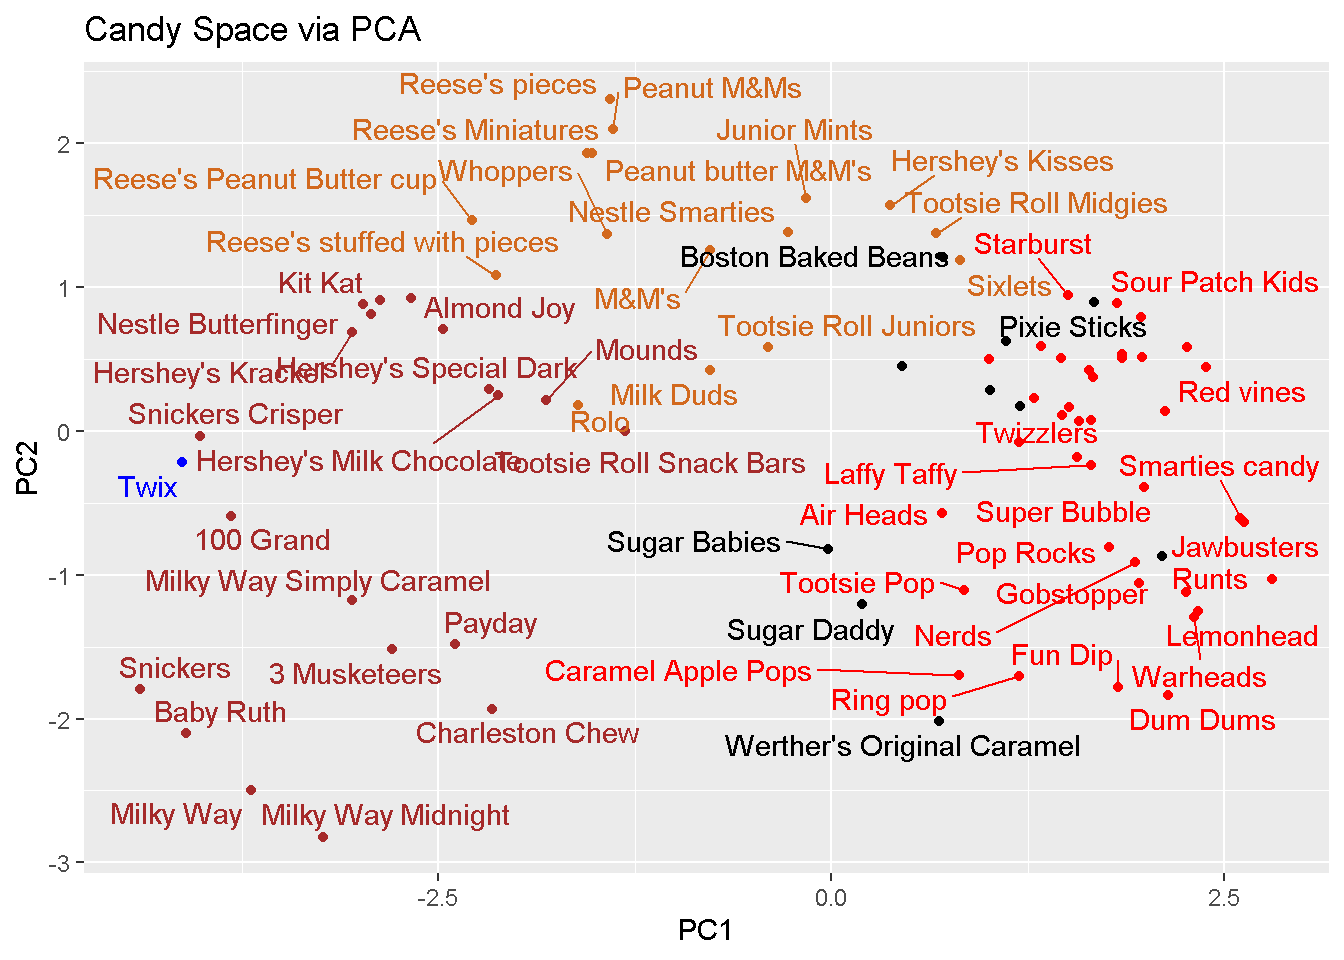 Candy Space via PCA
Reese's pieces
Peanut M&Ms
Reese's Miniatures
Junior Mints
Whoppers
Peanut butter M&M's
Hershey's Kisses
Reese's Peanut Butter cup
Nestle Smarties
Tootsie Roll Midgies
Reese's stuffed with pieces
Boston Baked Beans
Starburst
Kit Kat
M&M's
Sixlets
Sour Patch Kids
Almond Joy
Nestle Butterfinger
Tootsie Roll Juniors
Pixie Sticks
Mounds
Hershey's Krackel
Hershey's Special Dark
Milk Duds
Red vines
Snickers Crisper
Rolo
Twizzlers
Hershey's Milk Chocolate
Tootsie Roll Snack Bars
Laffy Taffy
Smarties candy
Twix
Air Heads
Super Bubble
100 Grand
Sugar Babies
Pop Rocks
Jawbusters
Milky Way Simply Caramel
Tootsie Pop
Gobstopper
Runts
Payday
Sugar Daddy
Nerds
Lemonhead
Snickers
3 Musketeers
Caramel Apple Pops
Fun Dip
Warheads
Baby Ruth
Ring pop
Charleston Chew
Dum Dums
Werther's Original Caramel
Milky Way
Milky Way Midnight
2
1
0
-1
-2
-3
PC2
-2.5
0.0
2.5
PC1